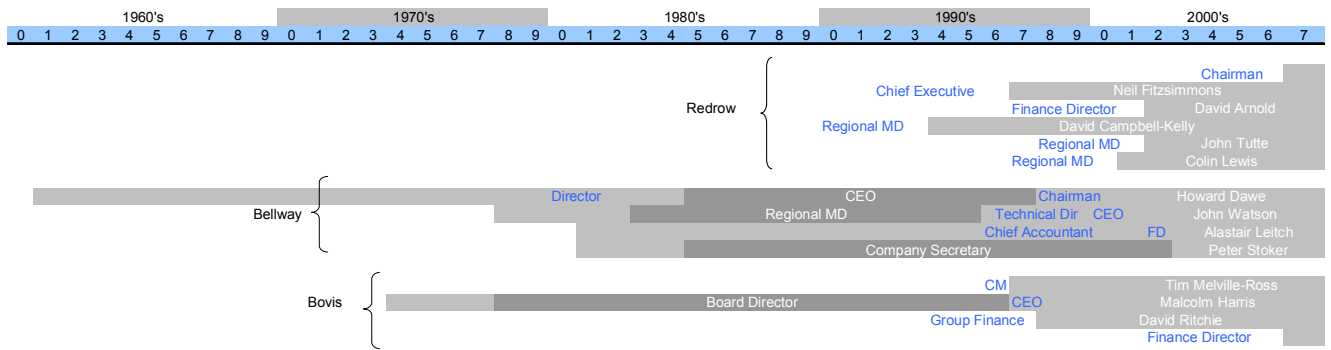 1960's 1970's 1980's 1990's 2000's
0 1 2 3 4 5 6 7 8 9 0 1 2 3 4 5 6 7 8 9 0 1 2 3 4 5 6 7 8 9 0 1 2 3 4 5 6 7 8 9 0 1 2 3 4 5 6 7
Chairman
Chief Executive Neil Fitzsimmons
Redrow Finance Director David Arnold
Regional MD David Campbell-Kelly
Regional MD John Tutte
Regional MD Colin Lewis
Director CEO Chairman Howard Dawe
Bellway Regional MD Technical Dir CEO John Watson
Chief Accountant FD Alastair Leitch
Company Secretary Peter Stoker
CM Tim Melville-Ross
Bovis Board Director CEO Malcolm Harris
Group Finance David Ritchie
Finance Director